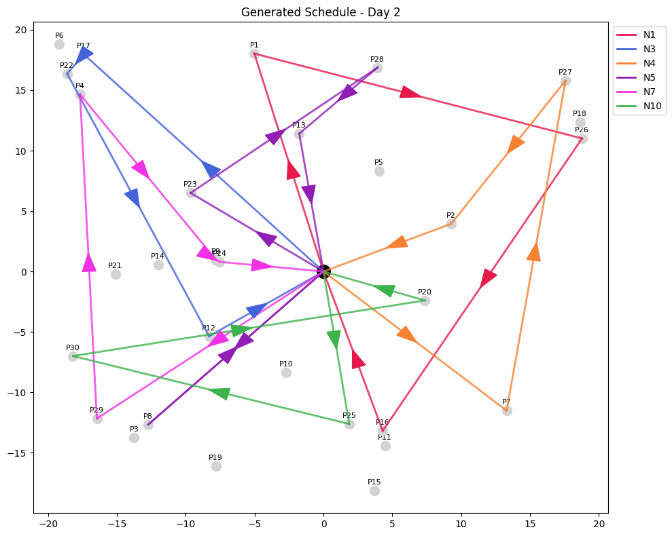 Generated Schedule - Day 2
N1
N3
N4
N5
N7
N10
P6
P17
P1
P22
P28
P4
P27
P18
P26
P13
P5
P23
P2
P9
P24
P14
P21
P20
P12
P30
P10
P29
P8
P3
P25
P16
P11
P7
P19
P15
20
15
10
5
0
−5
−10
−15
−20 −15 −10 −5 0 5 10 15 20